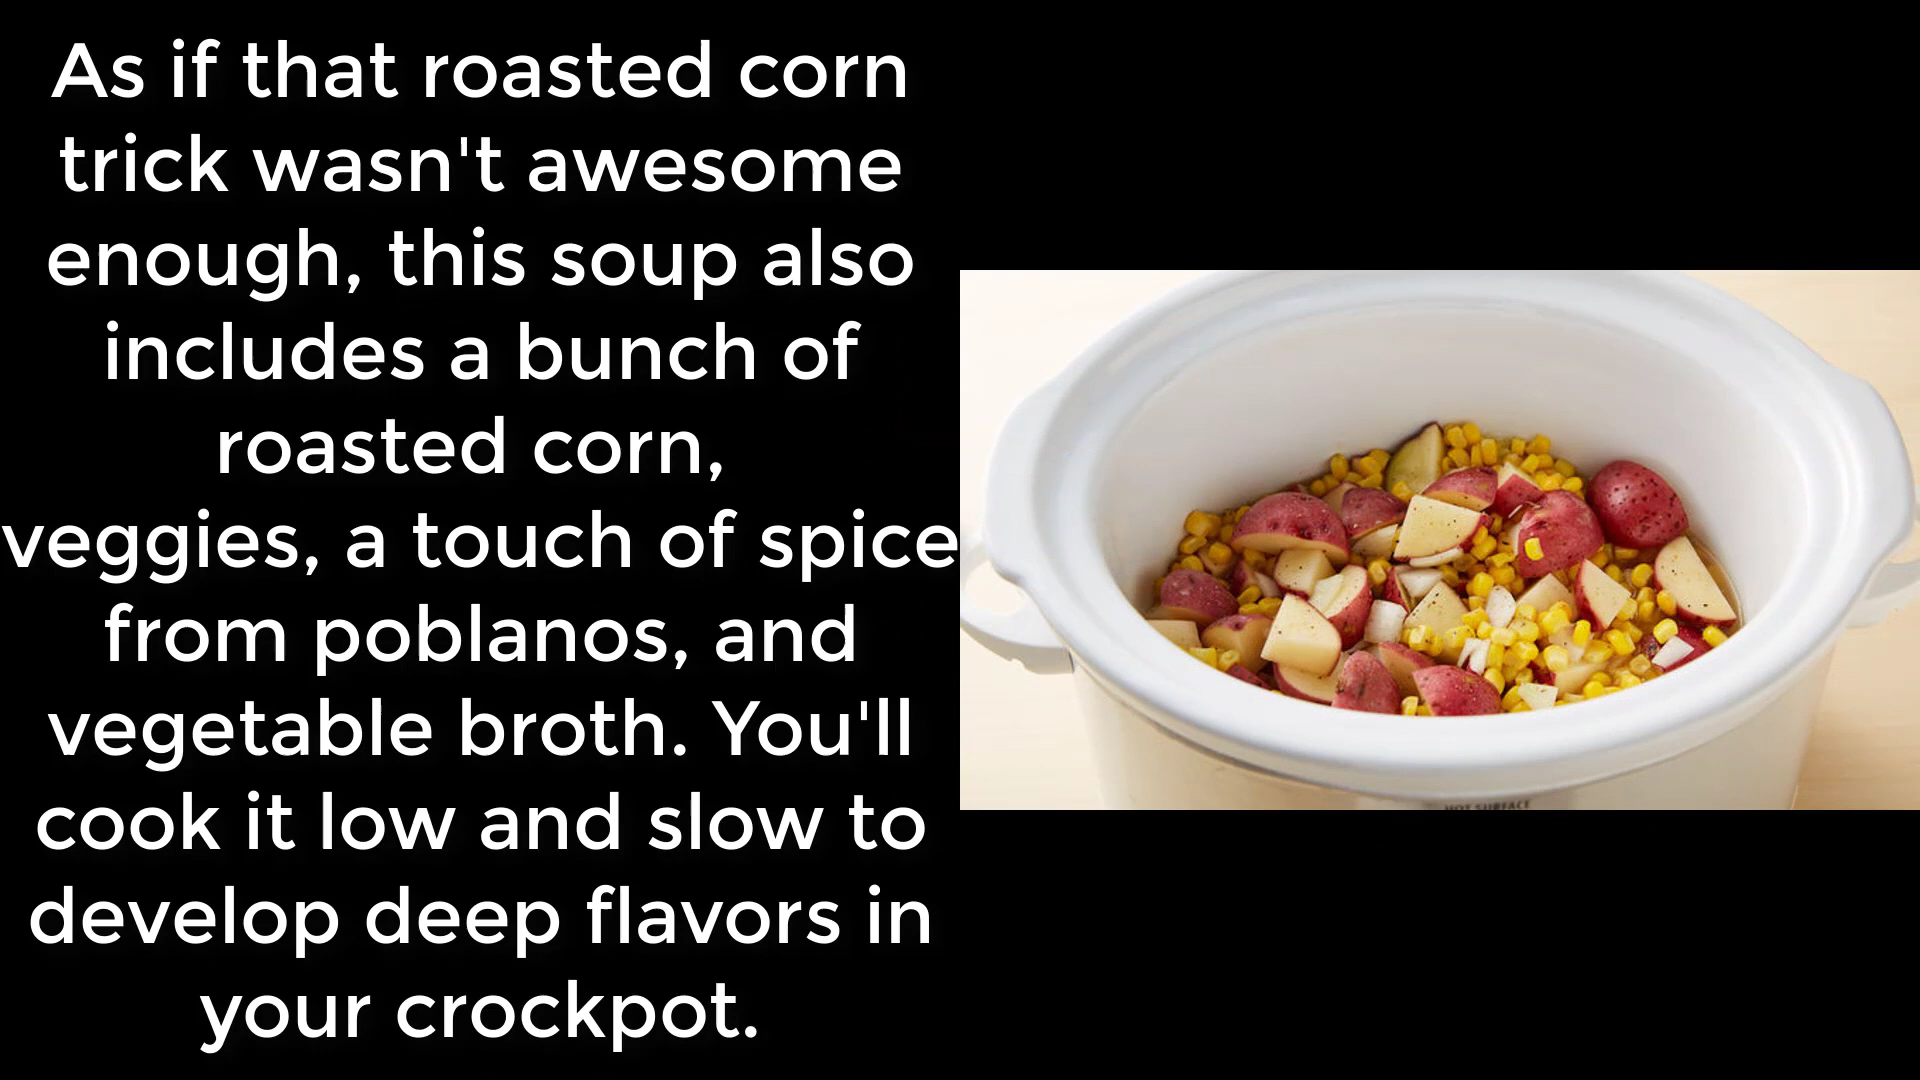 As if that roasted corn
trick wasn't awesome
enough, this soup also
includes a bunch of
roasted corn,
veggies, a touch of spice
from poblanos, and
vegetable broth. You'll
cook it low and slow to
develop deep flavors in
your crockpot.
HOT SURFACE